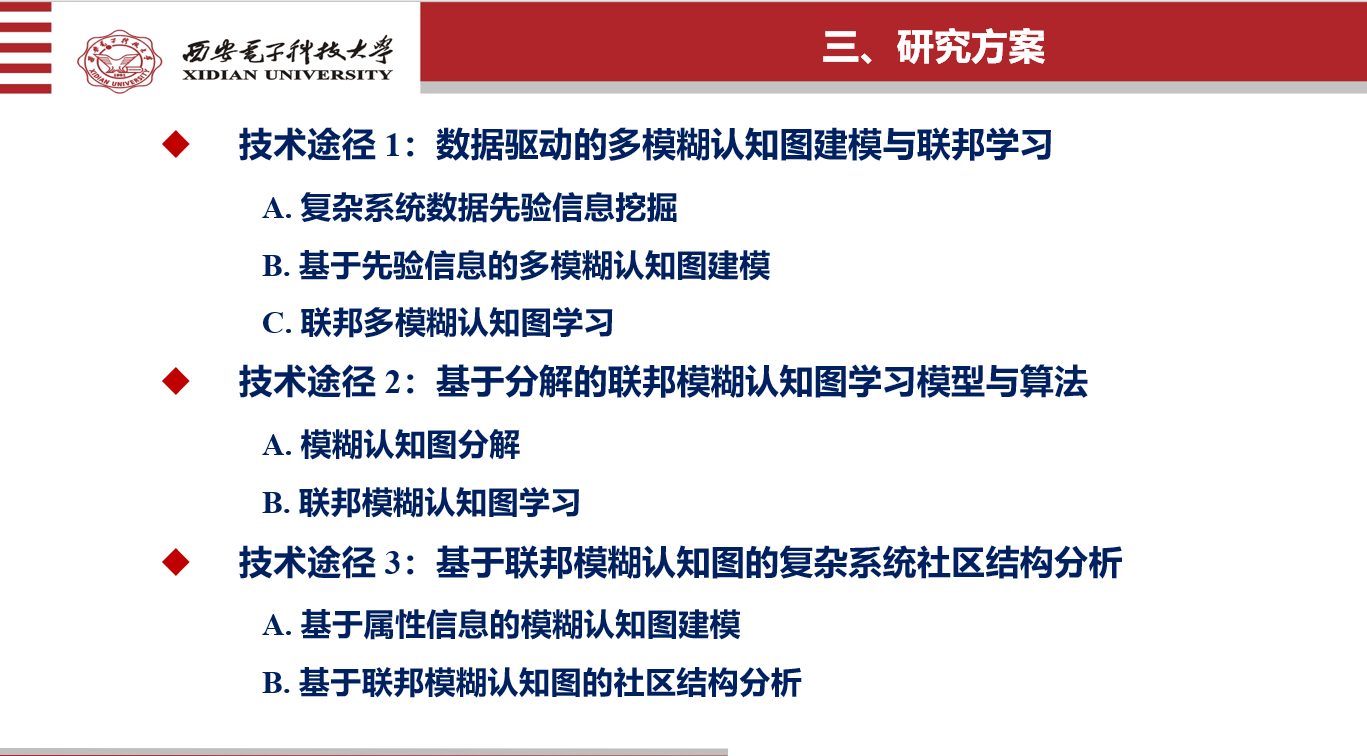 西安电子科技大学
XIDIAN UNIVERSITY
三、研究方案
技术途径 1：数据驱动的多模糊认知图建模与联邦学习
A. 复杂系统数据先验信息挖掘
B. 基于先验信息的多模糊认知图建模
C. 联邦多模糊认知图学习
技术途径 2：基于分解的联邦模糊认知图学习模型与算法
A. 模糊认知图分解
B. 联邦模糊认知图学习
技术途径 3：基于联邦模糊认知图的复杂系统社区结构分析
A. 基于属性信息的模糊认知图建模
B. 基于联邦模糊认知图的社区结构分析